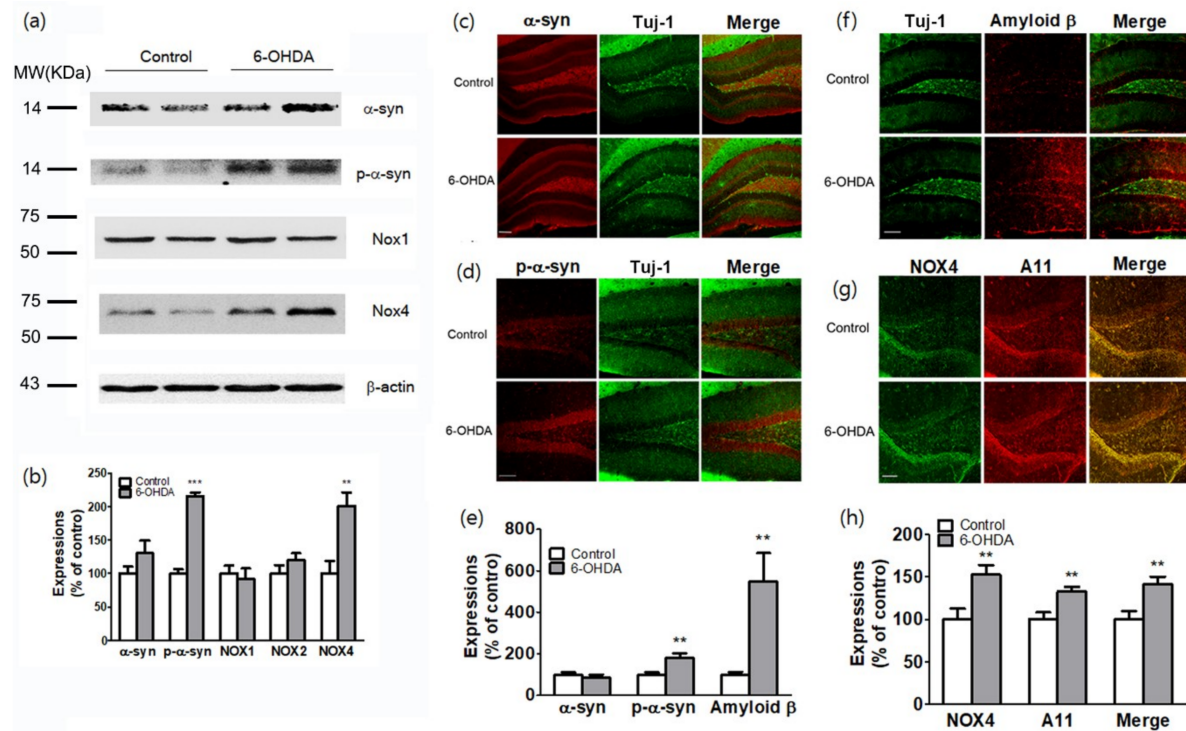 (a)
Control 6-OHDA
MW(KDa)
14 α-syn
14 p-α-syn
75
50 Nox1
75
50 Nox4
43 β-actin
(b)
Control
6-OHDA
Expressions
(% of control)
250
200
150
100
50
0
***
**
α-syn p-α-syn NOX1 NOX2 NOX4
(c)
α-syn Tuj-1 Merge
Control
6-OHDA
(d)
p-α-syn Tuj-1 Merge
Control
6-OHDA
(e)
Control
6-OHDA
Expressions
(% of control)
800
600
400
200
0
**
**
α-syn p-α-syn Amyloid β
(f)
Tuj-1 Amyloid β Merge
Control
6-OHDA
(g)
NOX4 A11 Merge
Control
6-OHDA
(h)
Control
6-OHDA
Expressions
(% of control)
200
150
100
50
0
**
**
**
NOX4 A11 Merge